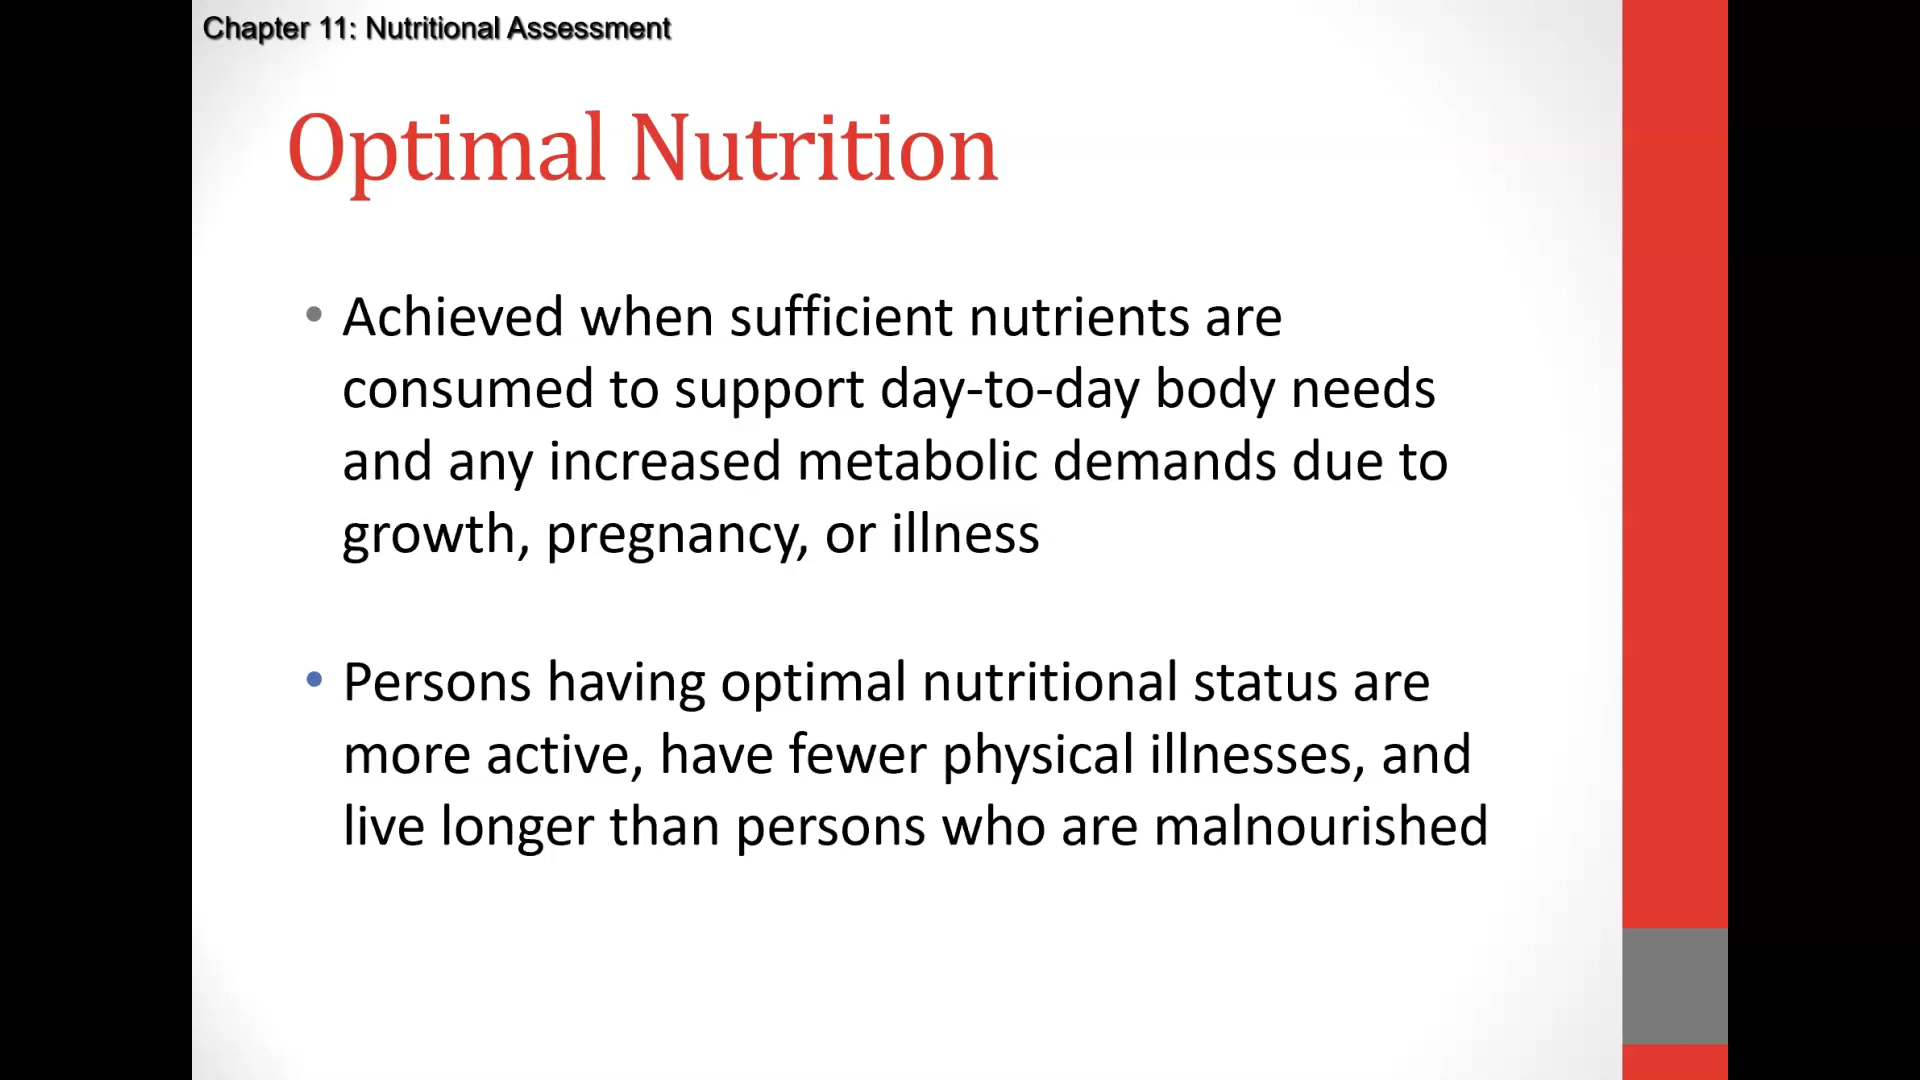 Chapter 11: Nutritional Assessment
Optimal Nutrition
• Achieved when sufficient nutrients are
consumed to support day-to-day body needs
and any increased metabolic demands due to
growth, pregnancy, or illness
• Persons having optimal nutritional status are
more active, have fewer physical illnesses, and
live longer than persons who are malnourished